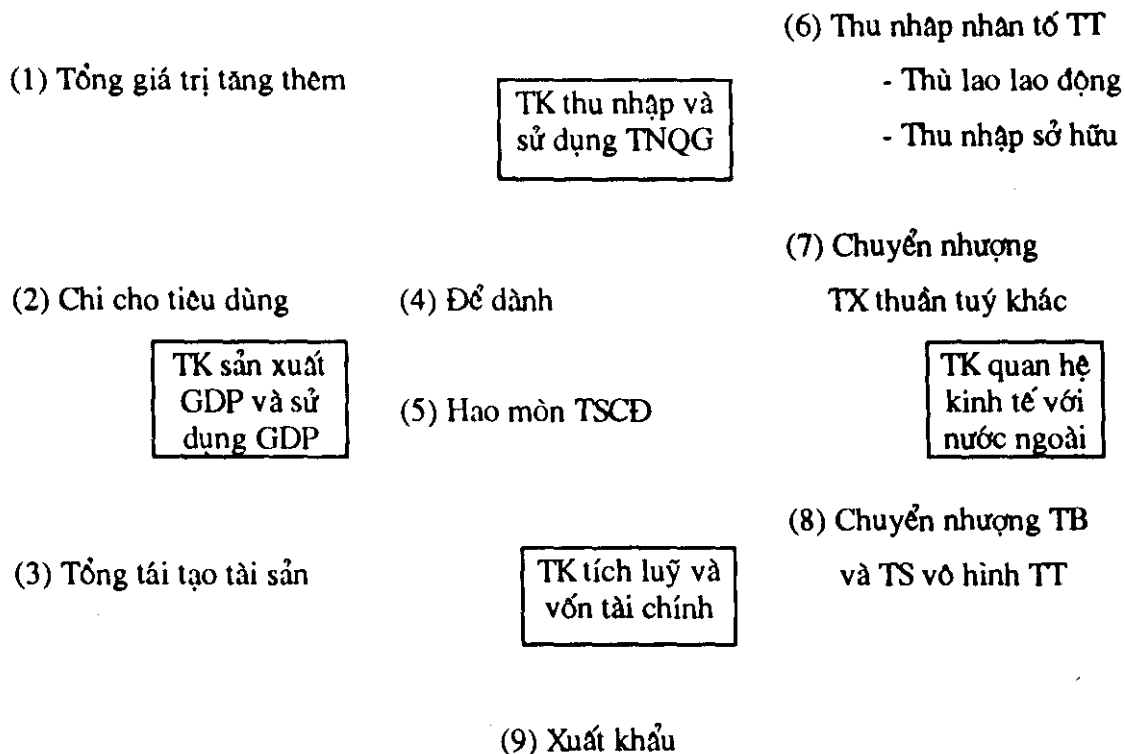 (6) Thu nhâp nhân tố TT
(1) Tổng giá trị tăng thêm
- Thù lao lao động
TK thu nhập và
sử dụng TNQG
- Thu nhập sở hữu
(7) Chuyển nhượng
(2) Chi cho tiêu dùng
(4) Để dành
TX thuần tuý khác
TK sản xuất
GDP và sử
dụng GDP
(5) Hao mòn TSCĐ
TK quan hệ
kinh tế với
nước ngoài
(8) Chuyển nhượng TB
(3) Tổng tái tạo tài sản
TK tích luỹ và
vốn tài chính
và TS vô hình TT
(9) Xuất khẩu